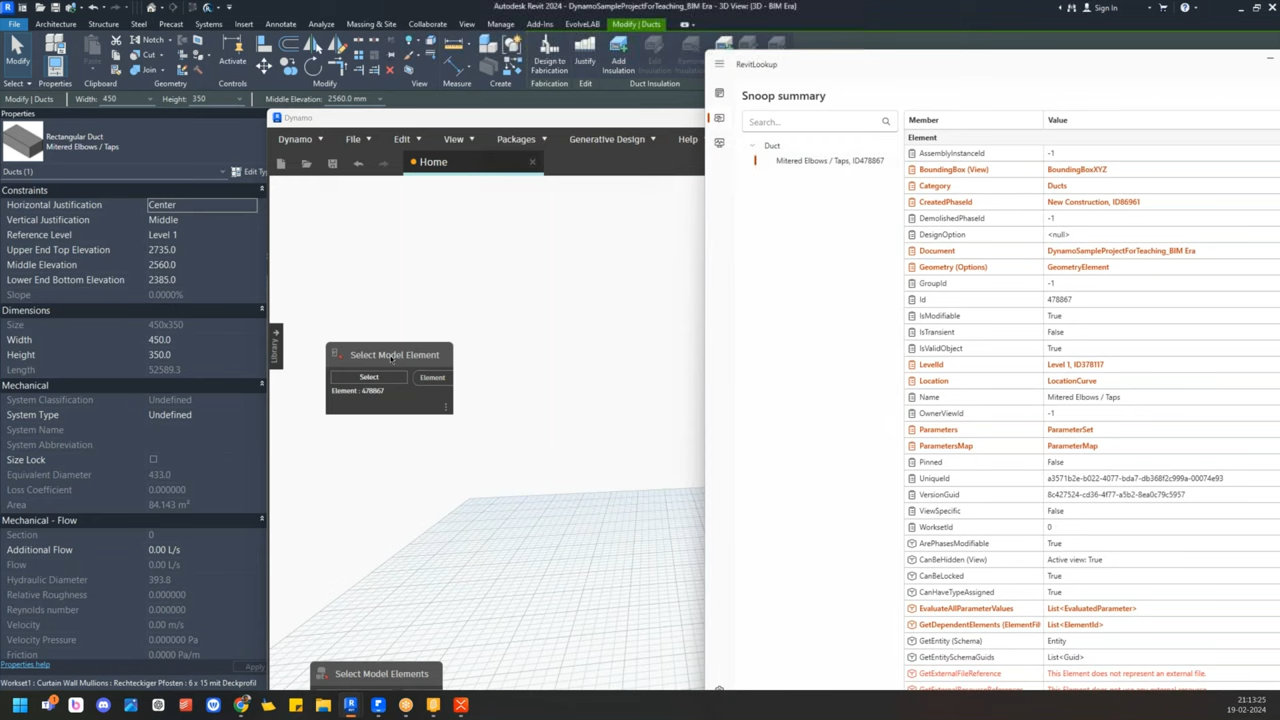 Autodesk Revit 2024 - DynamoSampleProjectForTeaching_BIM Era - 3D View: {3D - BIM Era}
Sign In
File
Architecture
Insert
Annotate
Analyze
Massing & Site
Collaborate
View
Manage
Add-Ins
EvolveLAB
Modify | Ducts
Modify
Paste
Notch
Cut
Join
Activate
Design to Fabrication
Justify
Add Insulation
Select
Properties
Clipboard
Geometry
Controls
Modify
View
Measure
Create
Fabrication
Edit
Duct Insulation
Modify | Ducts
Width: 450
Height: 350
Middle Elevation: 2560.0 mm
Properties
Rectangular Duct
Mitered Elbows / Taps
Ducts (1)
Edit Ty
Constraints
Horizontal Justification Center
Vertical Justification Middle
Reference Level Level 1
Upper End Top Elevation 2735.0
Middle Elevation 2560.0
Lower End Bottom Elevation 2385.0
Slope 0.0000%
Dimensions
Size 450x350
Width 450.0
Height 350.0
Length 52589.3
Mechanical
System Classification Undefined
System Type Undefined
System Name
System Abbreviation
Size Lock
Equivalent Diameter 433.0
Loss Coefficient 0.000000
Area 84.143 m²
Mechanical - Flow
Section 0
Additional Flow 0.00 L/s
Flow 0.00 L/s
Hydraulic Diameter 393.8
Relative Roughness 0.000000
Reynolds number 0.000000
Velocity 0.00 m/s
Velocity Pressure 0.0000 Pa
Friction 0.0000 Pa/m
Properties help
Apply
Workset1 : Curtain Wall Mullions : Rechteckiger Pfosten : 6 x 15 rechteckig profil
Dynamo
Dynamo
File
Edit
View
Packages
Generative Design
Help
Home
Library
Select Model Element
Select
Element
Element : 478867
Select Model Elements
RevitLookup
Snoop summary
Search...
Duct
Mitered Elbows / Taps, ID478867
Member Value
Element
AssemblyInstanceId -1
BoundingBox (View) BoundingBoxXYZ
Category Ducts
CreatedPhaseId New Construction, ID86961
DemolishedPhaseId -1
DesignOption <null>
Document DynamoSampleProjectForTeaching_BIM Era
Geometry (Options) GeometryElement
GroupId -1
Id 478867
IsModifiable True
IsTransient False
IsValidObject True
LevelId Level 1, ID378117
Location LocationCurve
Name Mitered Elbows / Taps
OwnerViewId -1
Parameters ParameterSet
ParametersMap ParameterMap
Pinned False
UniqueId a3571b2e-b022-4077-bda7-db368f2c999a-00074e93
VersionGuid 8c427524-cd36-4f77-a5b2-8ea0c79c5957
ViewSpecific False
WorksetId 0
ArePhasesModifiable True
CanBeHidden (View) Active view: True
CanBeLocked True
CanHaveTypeAssigned True
EvaluateAllParameterValues List<EvaluatedParameter>
GetDependentElements (ElementFil List<ElementId>
GetEntity (Schema) Entity
GetEntitySchemaGuids List<Guid>
GetExternalFileReference This Element does not represent an external file.
21:13:25
19-02-2024